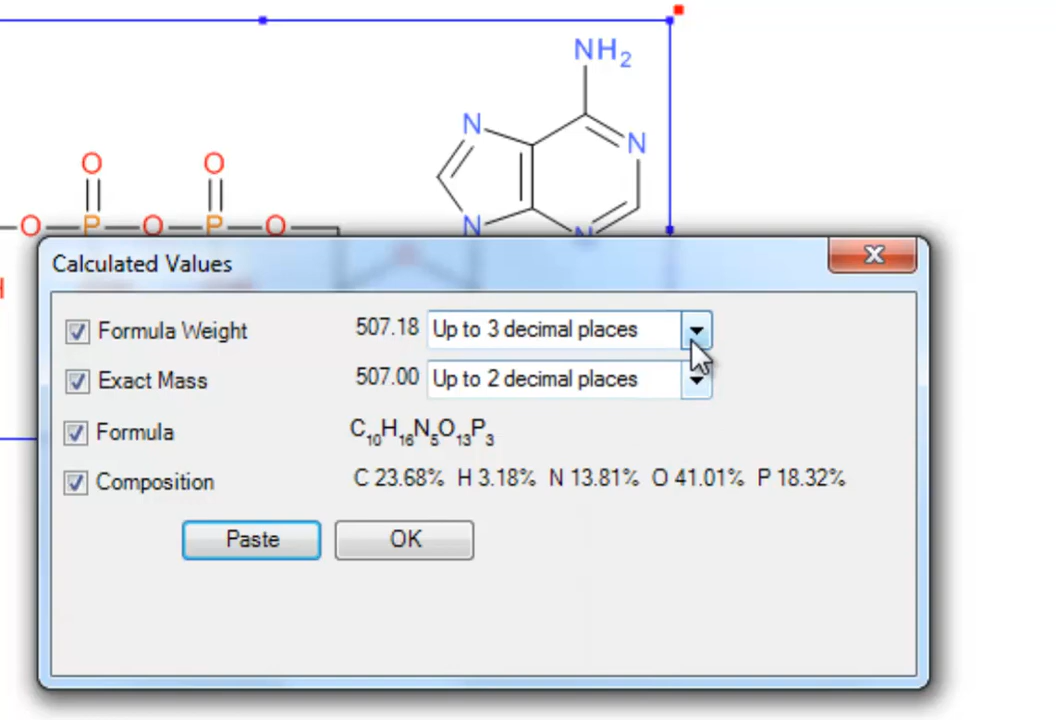 NH₂
N
N
O
O
N
O
P
O
P
O
N
Calculated Values
Formula Weight 507.18 Up to 3 decimal places
Exact Mass 507.00 Up to 2 decimal places
Formula C₁₀H₁₆N₅O₁₃P₃
Composition C 23.68% H 3.18% N 13.81% O 41.01% P 18.32%
Paste OK